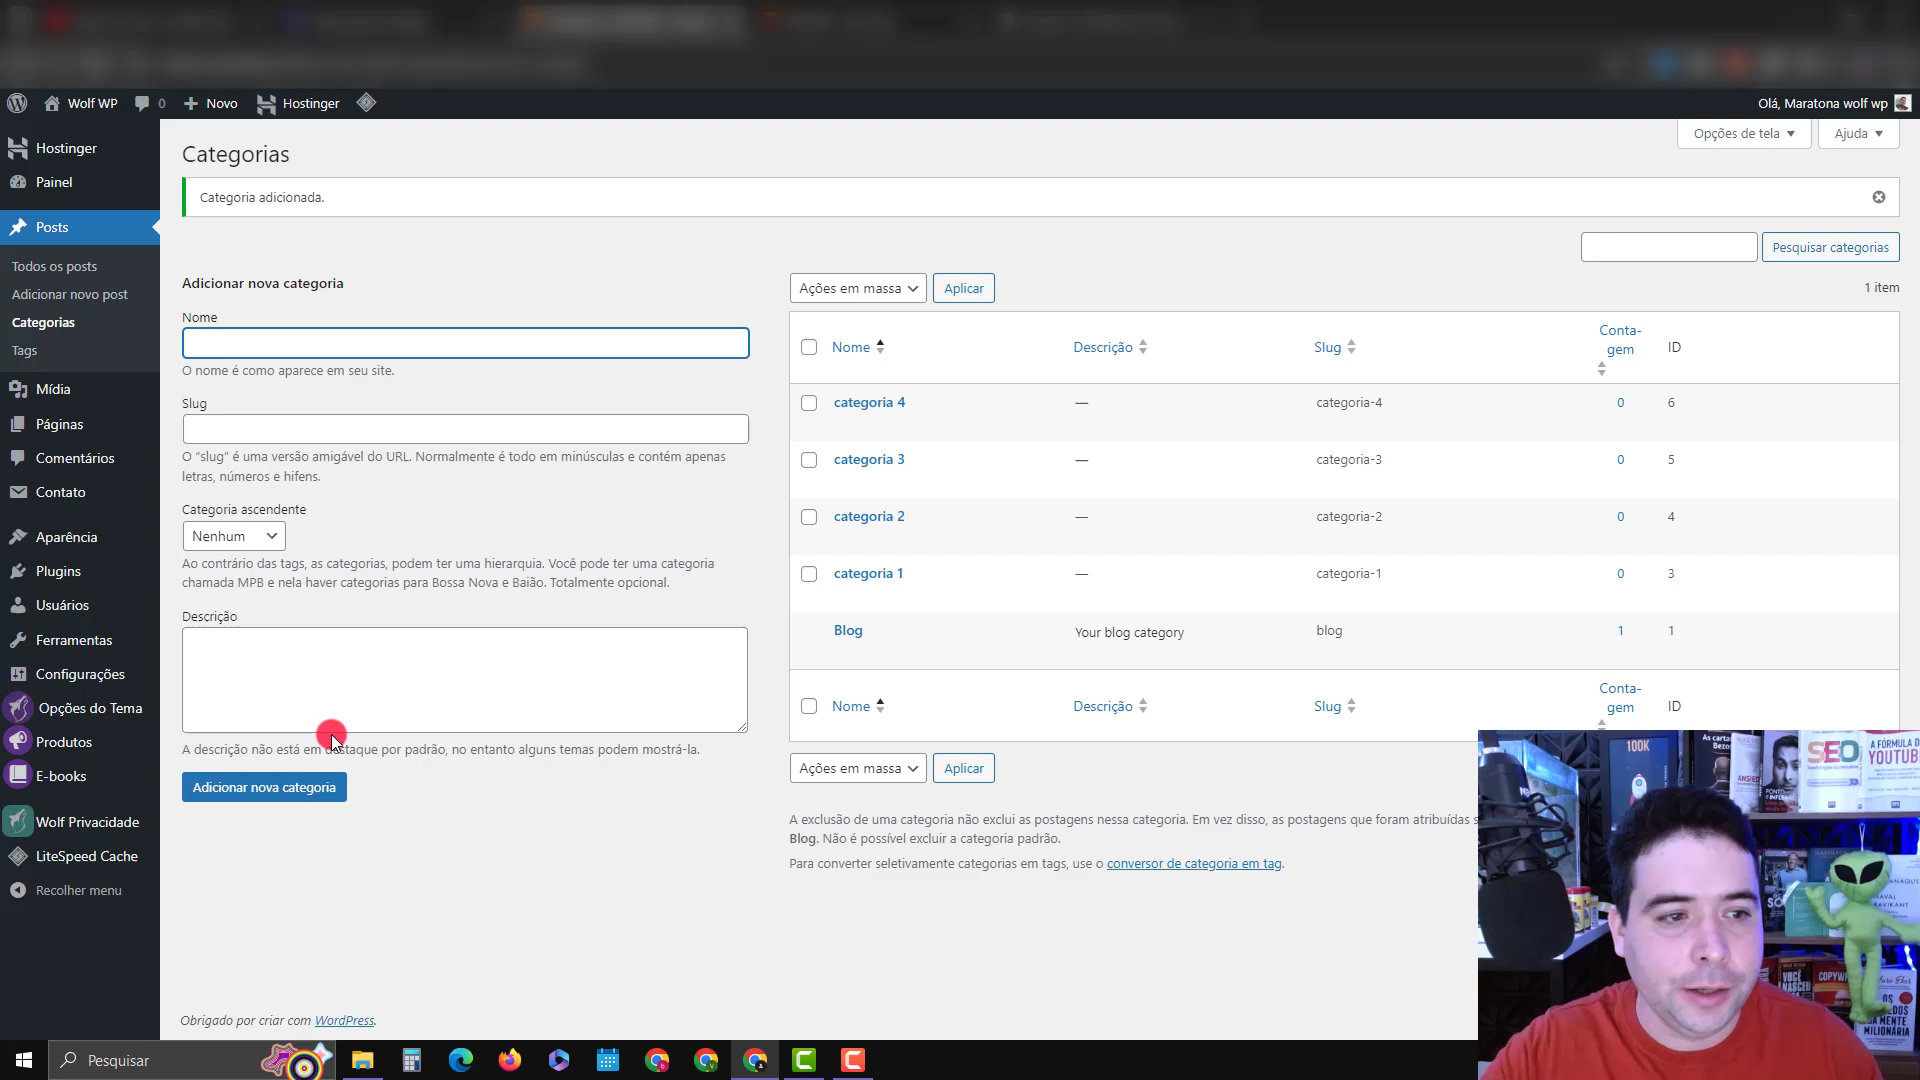 Wolf WP
0
Novo
Hostinger
Olá, Maratona wolf wp
Hostinger
Painel
Posts
Todos os posts
Adicionar novo post
Categorias
Tags
Mídia
Páginas
Comentários
Contato
Aparência
Plugins
Usuários
Ferramentas
Configurações
Opções do Tema
Produtos
E-books
Wolf Privacidade
LiteSpeed Cache
Recolher menu
Opções de tela
Ajuda
Categorias
Categoria adicionada.
Pesquisar categorias
Adicionar nova categoria
Nome
O nome é como aparece em seu site.
Slug
O “slug” é uma versão amigável do URL. Normalmente é todo em minúsculas e contém apenas
letras, números e hifens.
Categoria ascendente
Nenhum
Ao contrário das tags, as categorias, podem ter uma hierarquia. Você pode ter uma categoria
chamada MPB e nela haver categorias para Bossa Nova e Baião. Totalmente opcional.
Descrição
A descrição não está em destaque por padrão, no entanto alguns temas podem mostrá-la.
Adicionar nova categoria
Ações em massa
Aplicar
1 item
Nome Descrição Slug Conta-
gem ID
categoria 4 — categoria-4 0 6
categoria 3 — categoria-3 0 5
categoria 2 — categoria-2 0 4
categoria 1 — categoria-1 0 3
Blog Your blog category blog 1 1
Nome Descrição Slug Conta-
gem ID
Ações em massa
Aplicar
A exclusão de uma categoria não exclui as postagens nessa categoria. Em vez disso, as postagens que foram atribuídas
Blog. Não é possível excluir a categoria padrão.
Para converter seletivamente categorias em tags, use o conversor de categoria em tag.
Obrigado por criar com WordPress.
Pesquisar
100K
As cartas
SEO
A FÓRMULA D
YOUTUB